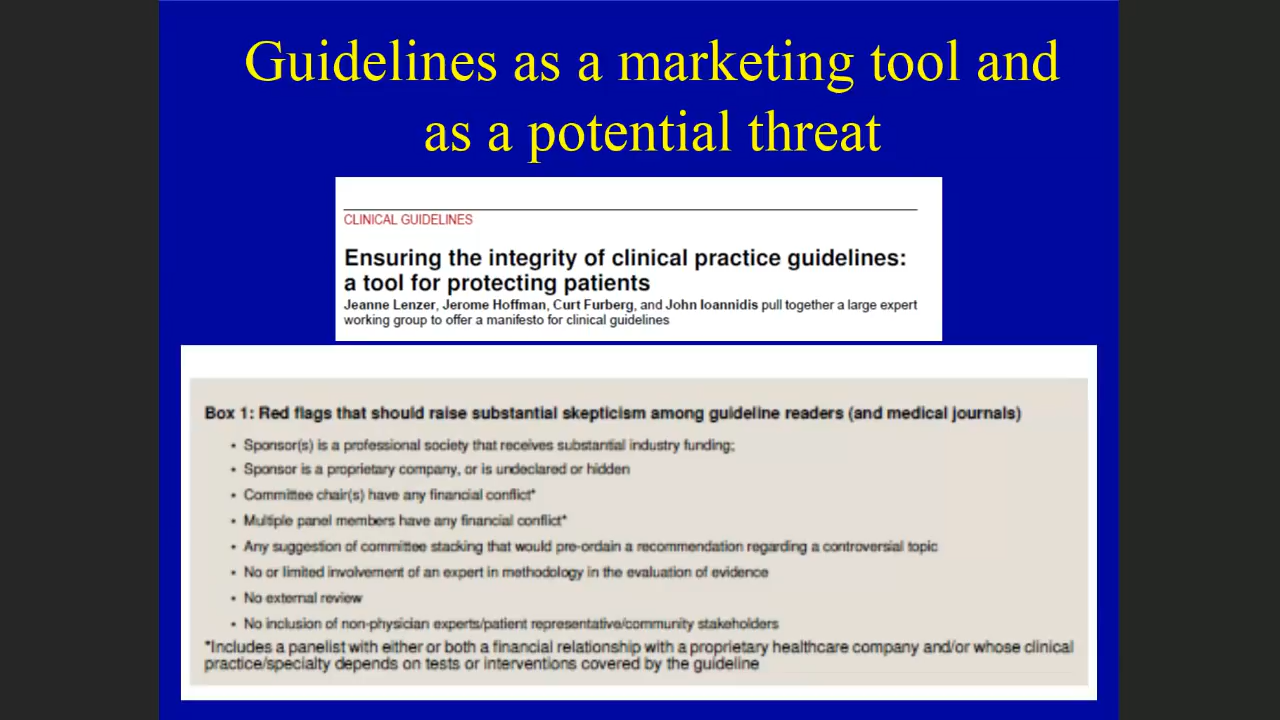 Guidelines as a marketing tool and
as a potential threat
CLINICAL GUIDELINES
Ensuring the integrity of clinical practice guidelines:
a tool for protecting patients
Jeanne Lenzer, Jerome Hoffman, Curt Furberg, and John Ioannidis pull together a large expert
working group to offer a manifesto for clinical guidelines
Box 1: Red flags that should raise substantial skepticism among guideline readers (and medical journals)
• Sponsor(s) is a professional society that receives substantial industry funding;
• Sponsor is a proprietary company, or is undeclared or hidden
• Committee chair(s) have any financial conflict*
• Multiple panel members have any financial conflict*
• Any suggestion of committee stacking that would pre-ordain a recommendation regarding a controversial topic
• No or limited involvement of an expert in methodology in the evaluation of evidence
• No external review
• No inclusion of non-physician experts/patient representative/community stakeholders
*Includes a panelist with either or both a financial relationship with a proprietary healthcare company and/or whose clinical
practice/specialty depends on tests or interventions covered by the guideline